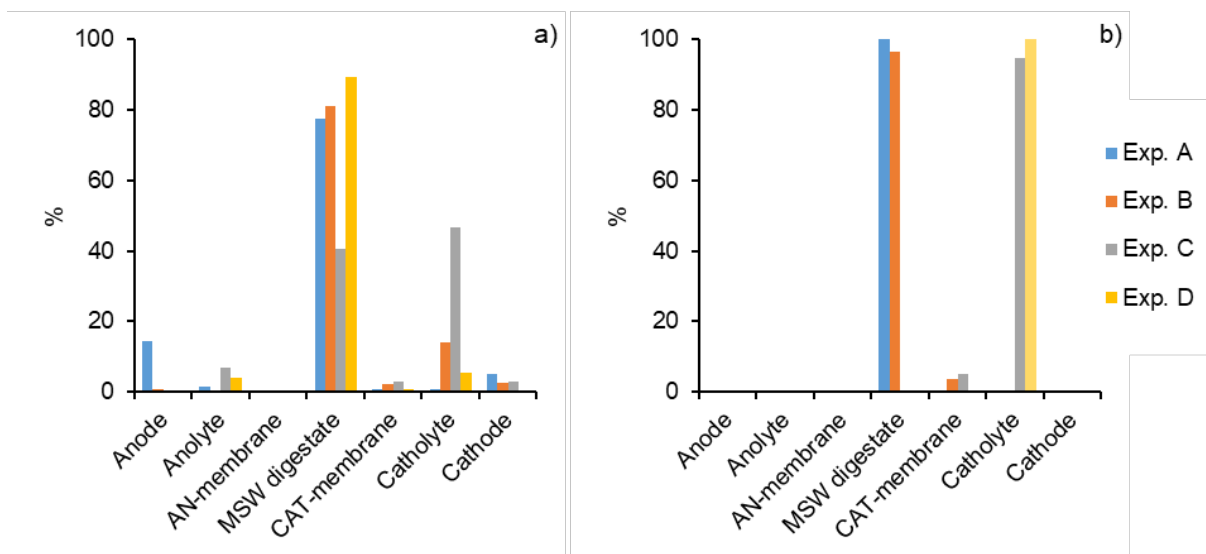 a)
100
80
60
40
20
0
%
Anode
Anolyte
AN-membrane
MSW digestate
CAT-membrane
Catholyte
Cathode
b)
100
80
60
40
20
0
%
Anode
Anolyte
AN-membrane
MSW digestate
CAT-membrane
Catholyte
Cathode
Exp. A
Exp. B
Exp. C
Exp. D